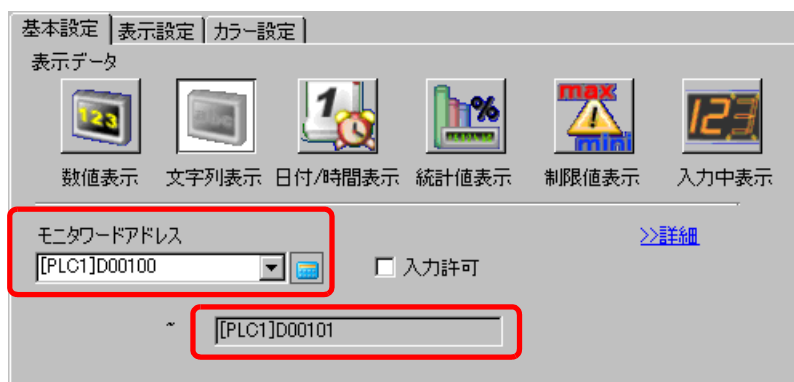 基本設定 表示設定 カラー設定
表示データ
123 abc 1 % max mini 123
数値表示 文字列表示 日付/時間表示 統計値表示 制限値表示 入力中表示
モニタワードアドレス >>詳細
[PLC1]D00100 入力許可
~ [PLC1]D00101